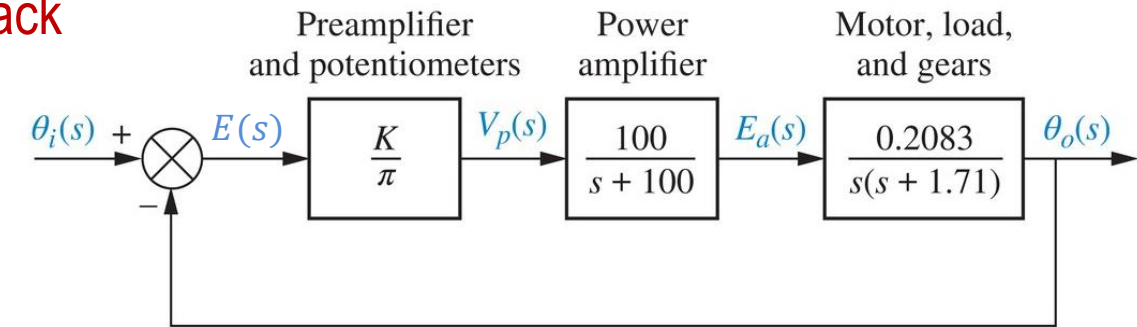 ack
Preamplifier
and potentiometers
Power
amplifier
Motor, load,
and gears
θᵢ(s) +
E(s)
K
π
Vₚ(s)
100
s + 100
Eₐ(s)
0.2083
s(s + 1.71)
θₒ(s)
−